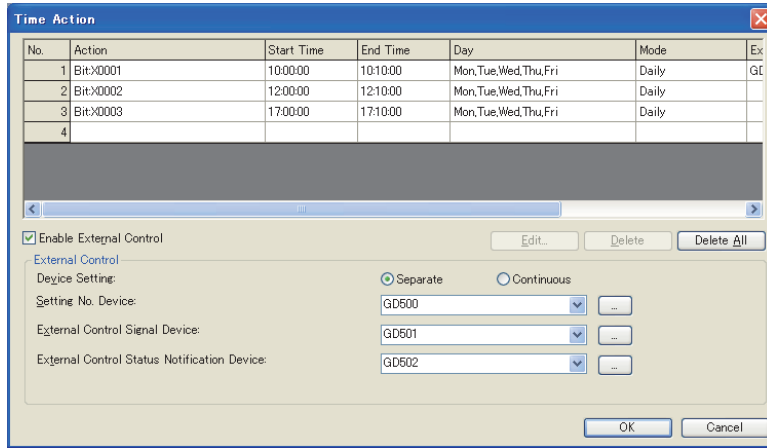 Time Action
No. Action Start Time End Time Day Mode Ex
1 Bit:X0001 10:00:00 10:10:00 Mon,Tue,Wed,Thu,Fri Daily GD
2 Bit:X0002 12:00:00 12:10:00 Mon,Tue,Wed,Thu,Fri Daily
3 Bit:X0003 17:00:00 17:10:00 Mon,Tue,Wed,Thu,Fri Daily
4
Enable External Control Edit... Delete Delete All
External Control
Device Setting: Separate Continuous
Setting No. Device: GD500 ...
External Control Signal Device: GD501 ...
External Control Status Notification Device: GD502 ...
OK Cancel